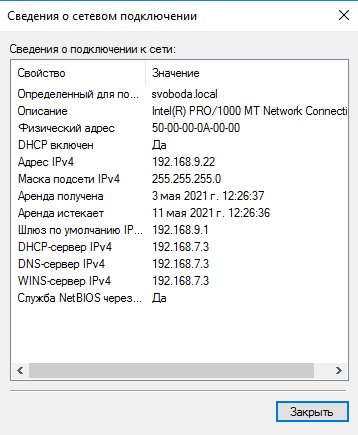 Сведения о сетевом подключении
Сведения о подключении к сети:
Свойство Значение
Определенный для по... svoboda.local
Описание Intel(R) PRO/1000 MT Network Connecti
Физический адрес 50-00-00-0A-00-00
DHCP включен Да
Адрес IPv4 192.168.9.22
Маска подсети IPv4 255.255.255.0
Аренда получена 3 мая 2021 г. 12:26:37
Аренда истекает 11 мая 2021 г. 12:26:36
Шлюз по умолчанию IP... 192.168.9.1
DHCP-сервер IPv4 192.168.7.3
DNS-сервер IPv4 192.168.7.3
WINS-сервер IPv4 192.168.7.3
Служба NetBIOS через... Да
Закрыть